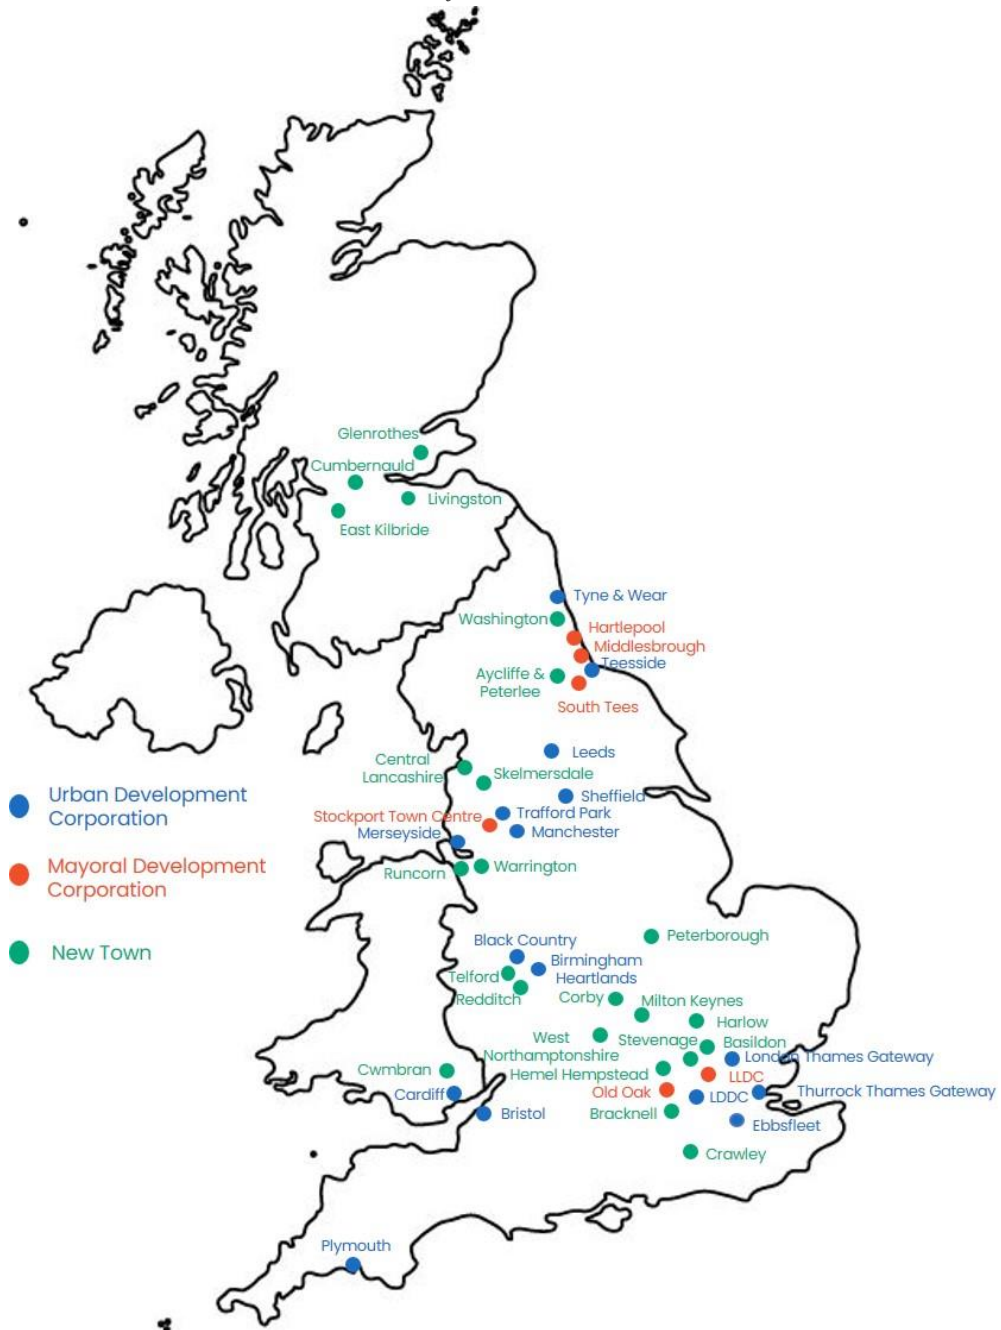 Glenrothes
Cumbernauld
Livingston
East Kilbride
Tyne & Wear
Washington
Hartlepool
Middlesbrough
Teesside
Aycliffe &
Peterlee
South Tees
Leeds
Central
Lancashire
Skelmersdale
Urban Development
Corporation
Sheffield
Stockport Town Centre
Trafford Park
Merseyside
Manchester
Mayoral Development
Corporation
Runcorn
Warrington
New Town
Peterborough
Black Country
Birmingham
Heartlands
Telford
Redditch
Corby
Milton Keynes
Harlow
West
Northamptonshire
Stevenage
Basildon
London Thames Gateway
Hemel Hempstead
LLDC
Cwmbran
Cardiff
Old Oak
LDDC
Thurrock Thames Gateway
Bristol
Bracknell
Ebbsfleet
Crawley
Plymouth